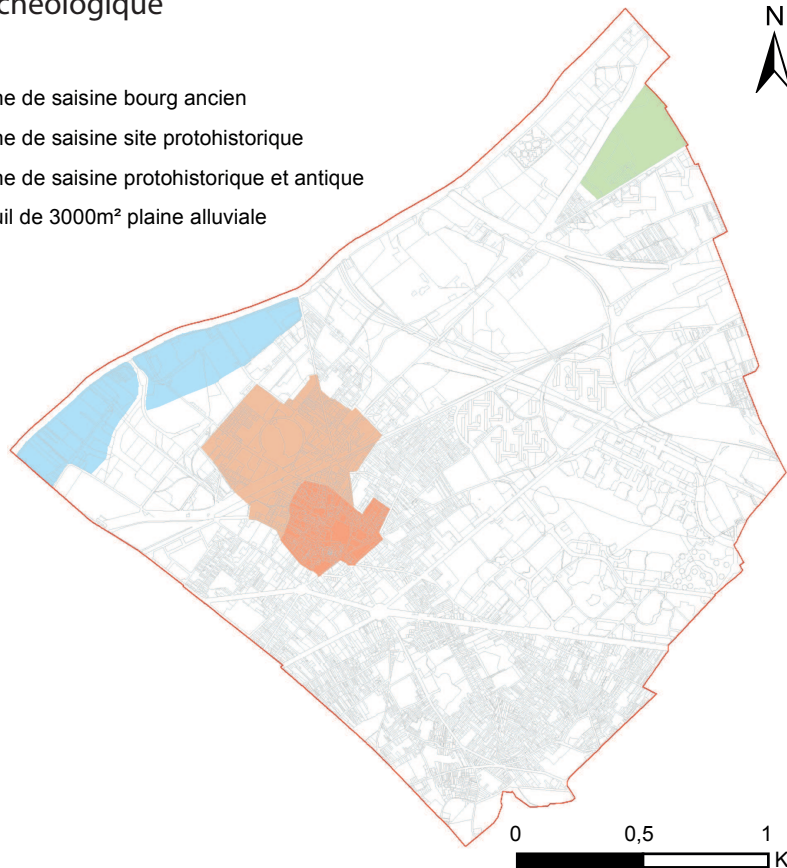 chéologique
N
ne de saisine bourg ancien
ne de saisine site protohistorique
ne de saisine protohistorique et antique
uil de 3000m² plaine alluviale
0 0,5 1
K